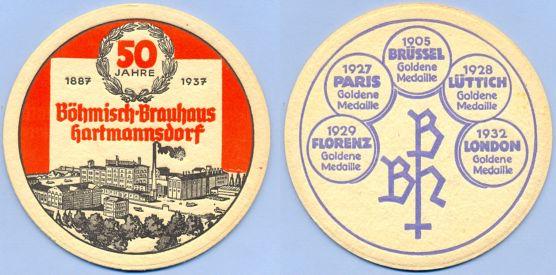 50
JAHRE
1887 1937
Böhmisch-Brauhaus
Hartmannsdorf
1905
BRÜSSEL
Goldene
Medaille
1927
PARIS
Goldene
Medaille
1928
LÜTTICH
Goldene
Medaille
1929
FLORENZ
Goldene
Medaille
1932
LONDON
Goldene
Medaille
B
B h